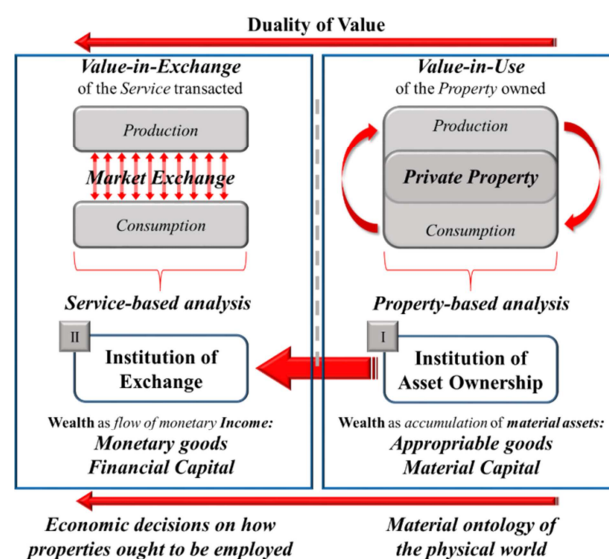 Duality of Value
Value-in-Exchange
of the Service transacted
Production
Market Exchange
Consumption
Service-based analysis
II
Institution of
Exchange
Wealth as flow of monetary Income:
Monetary goods
Financial Capital
Value-in-Use
of the Property owned
Production
Private Property
Consumption
Property-based analysis
I
Institution of
Asset Ownership
Wealth as accumulation of material assets:
Appropriable goods
Material Capital
Economic decisions on how
properties ought to be employed
Material ontology of
the physical world